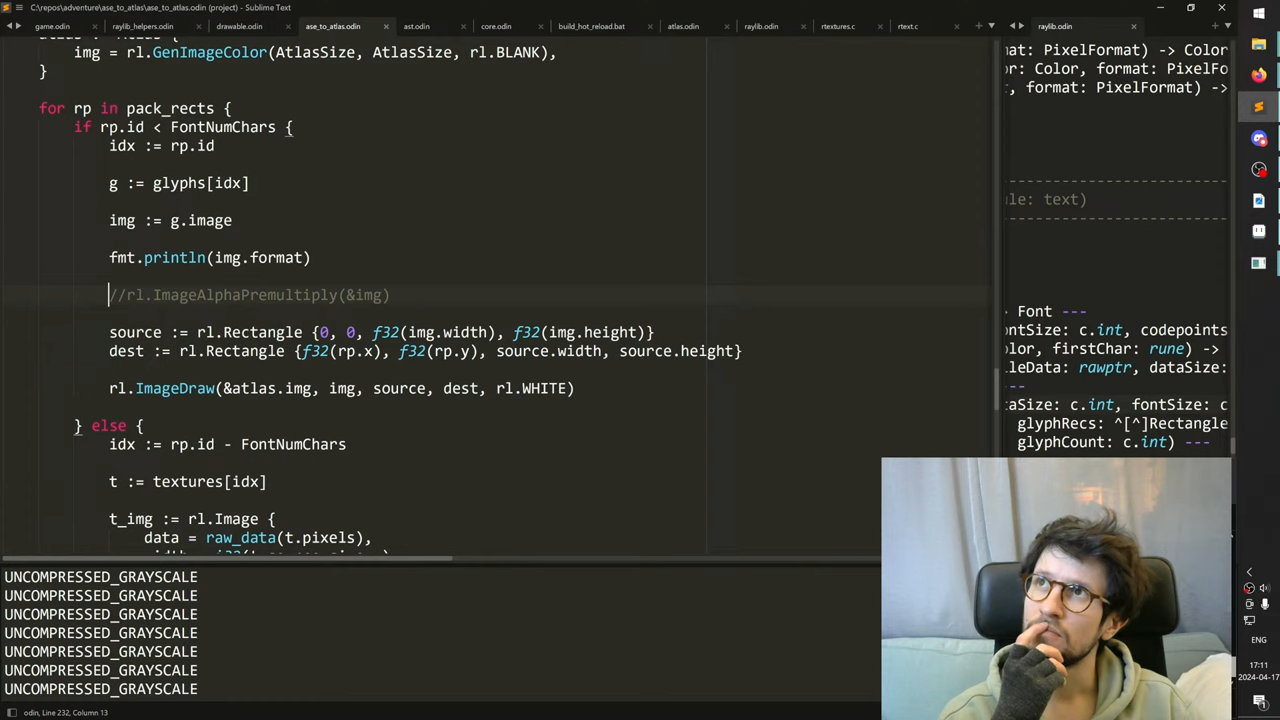 C:\repos\adventure\ase_to_atlas\ase_to_atlas.odin (project) - Sublime Text
game.odin
raylib_helpers.odin
drawable.odin
ase_to_atlas.odin
ast.odin
core.odin
build_hot_reload.bat
atlas.odin
raylib.odin
rtextures.c
rtext.c
raylib.odin
img = rl.GenImageColor(AtlasSize, AtlasSize, rl.BLANK),
}
for rp in pack_rects {
if rp.id < FontNumChars {
idx := rp.id
g := glyphs[idx]
img := g.image
fmt.println(img.format)
//rl.ImageAlphaPremultiply(&img)
source := rl.Rectangle {0, 0, f32(img.width), f32(img.height)}
dest := rl.Rectangle {f32(rp.x), f32(rp.y), source.width, source.height}
rl.ImageDraw(&atlas.img, img, source, dest, rl.WHITE)
} else {
idx := rp.id - FontNumChars
t := textures[idx]
t_img := rl.Image {
data = raw_data(t.pixels),
mat: PixelFormat) -> Color
or: Color, format: PixelFo
, format: PixelFormat) ->
le: text)
> Font ---
ontSize: c.int, codepoints
olor, firstChar: rune) ->
leData: rawptr, dataSize:
---
taSize: c.int, fontSize: c
glyphRecs: ^[^]Rectangle
glyphCount: c.int) ---
UNCOMPRESSED_GRAYSCALE
UNCOMPRESSED_GRAYSCALE
UNCOMPRESSED_GRAYSCALE
UNCOMPRESSED_GRAYSCALE
UNCOMPRESSED_GRAYSCALE
UNCOMPRESSED_GRAYSCALE
UNCOMPRESSED_GRAYSCALE
odin, Line 232, Column 13
ENG
17:11
2024-04-17